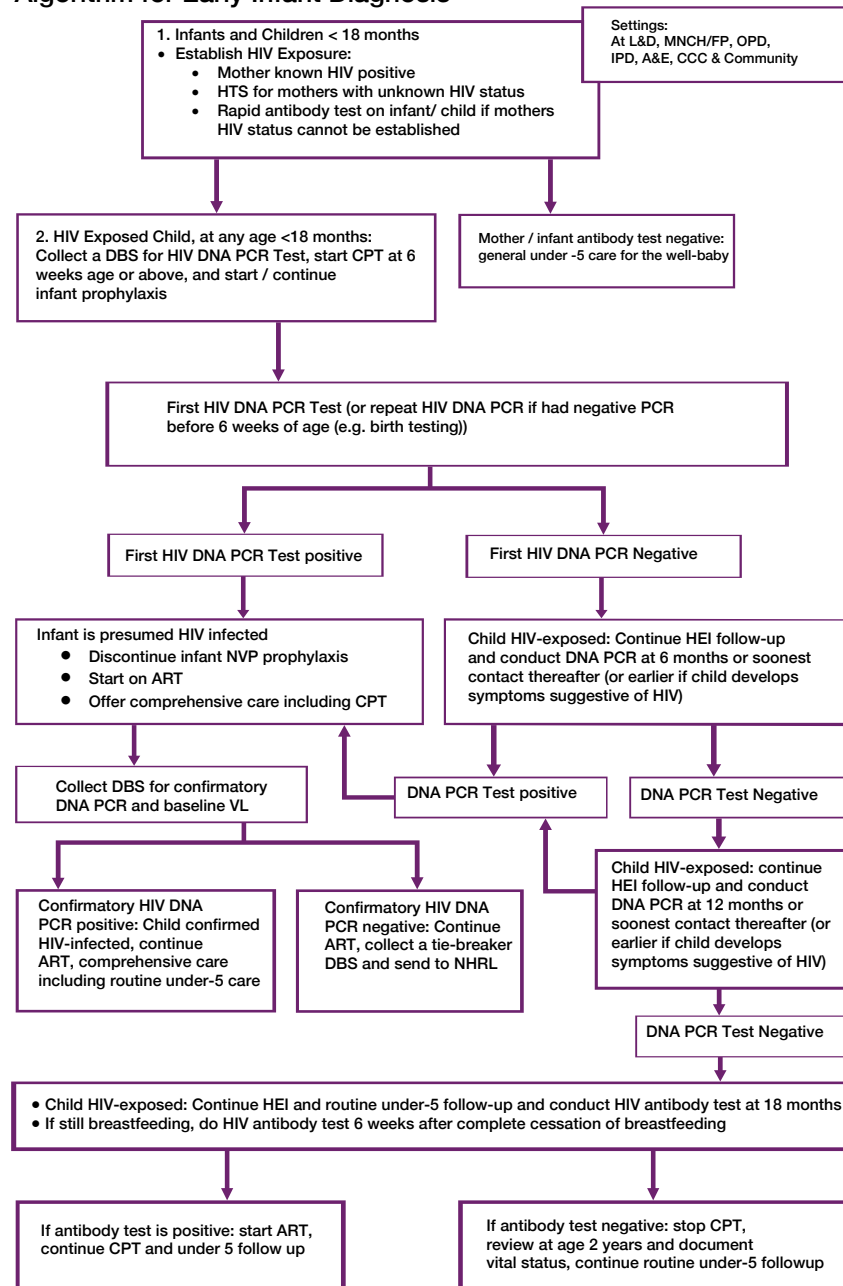 Algorithm for Early Infant Diagnosis
1. Infants and Children < 18 months
• Establish HIV Exposure:
• Mother known HIV positive
• HTS for mothers with unknown HIV status
• Rapid antibody test on infant/ child if mothers
HIV status cannot be established
Settings:
At L&D, MNCH/FP, OPD,
IPD, A&E, CCC & Community
2. HIV Exposed Child, at any age <18 months:
Collect a DBS for HIV DNA PCR Test, start CPT at 6
weeks age or above, and start / continue
infant prophylaxis
Mother / infant antibody test negative:
general under -5 care for the well-baby
First HIV DNA PCR Test (or repeat HIV DNA PCR if had negative PCR
before 6 weeks of age (e.g. birth testing))
First HIV DNA PCR Test positive
First HIV DNA PCR Negative
Infant is presumed HIV infected
• Discontinue infant NVP prophylaxis
• Start on ART
• Offer comprehensive care including CPT
Child HIV-exposed: Continue HEI follow-up
and conduct DNA PCR at 6 months or soonest
contact thereafter (or earlier if child develops
symptoms suggestive of HIV)
Collect DBS for confirmatory
DNA PCR and baseline VL
DNA PCR Test positive
DNA PCR Test Negative
Confirmatory HIV DNA
PCR positive: Child confirmed
HIV-infected, continue
ART, comprehensive care
including routine under-5 care
Confirmatory HIV DNA
PCR negative: Continue
ART, collect a tie-breaker
DBS and send to NHRL
Child HIV-exposed: continue
HEI follow-up and conduct
DNA PCR at 12 months or
soonest contact thereafter (or
earlier if child develops
symptoms suggestive of HIV)
DNA PCR Test Negative
• Child HIV-exposed: Continue HEI and routine under-5 follow-up and conduct HIV antibody test at 18 months
• If still breastfeeding, do HIV antibody test 6 weeks after complete cessation of breastfeeding
If antibody test is positive: start ART,
continue CPT and under 5 follow up
If antibody test negative: stop CPT,
review at age 2 years and document
vital status, continue routine under-5 followup